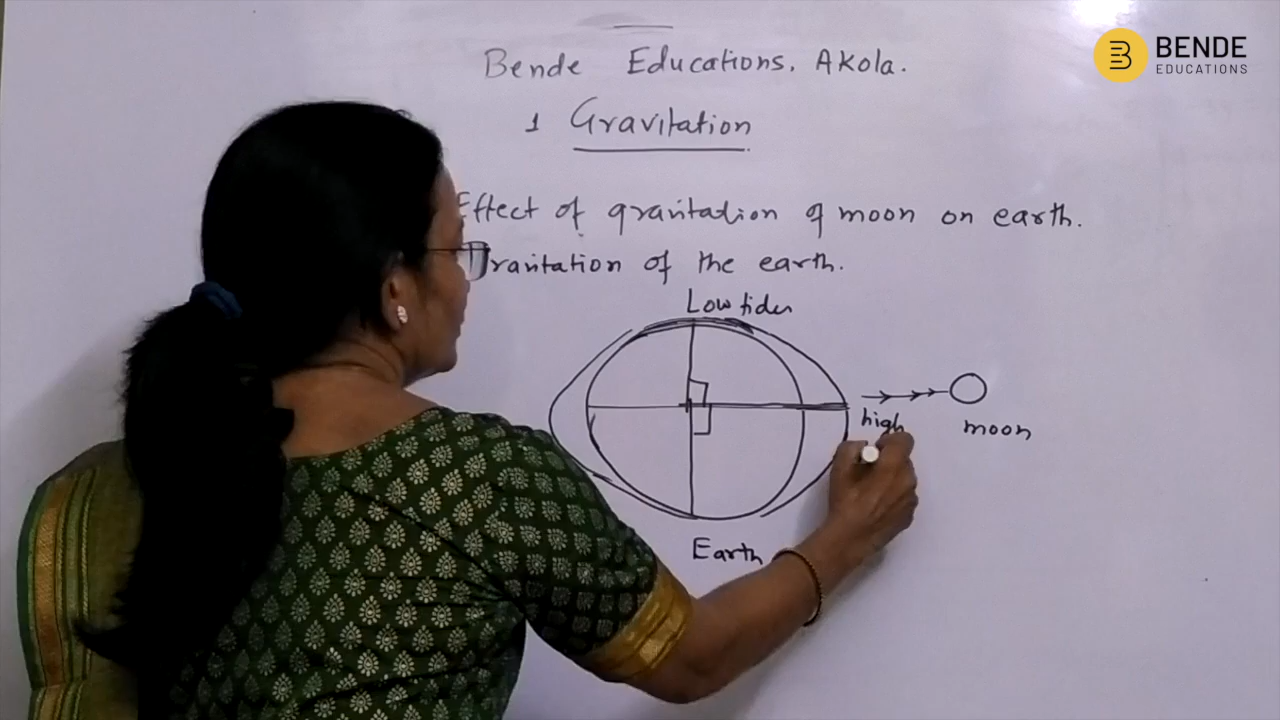 BENDE
EDUCATIONS
Bende Educations, Akola.
1 Gravitation
Effect of gravitation of moon on earth.
Gravitation of the earth.
Low tides
high
moon
Earth